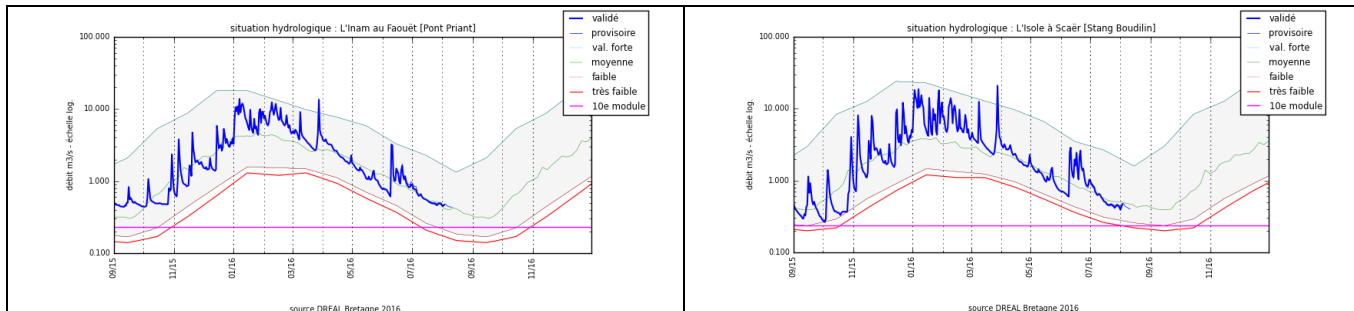 situation hydrologique : L'Inam au Faouët [Pont Priant]
validé
provisoire
val. forte
moyenne
faible
très faible
10e module
débit m3/s - échelle log.
100.000
10.000
1.000
0.100
09/15 11/15 01/16 03/16 05/16 07/16 09/16 11/16
source DREAL Bretagne 2016
situation hydrologique : L'Isole à Scaër [Stang Boudilin]
validé
provisoire
val. forte
moyenne
faible
très faible
10e module
débit m3/s - échelle log.
100.000
10.000
1.000
0.100
09/15 11/15 01/16 03/16 05/16 07/16 09/16 11/16
source DREAL Bretagne 2016